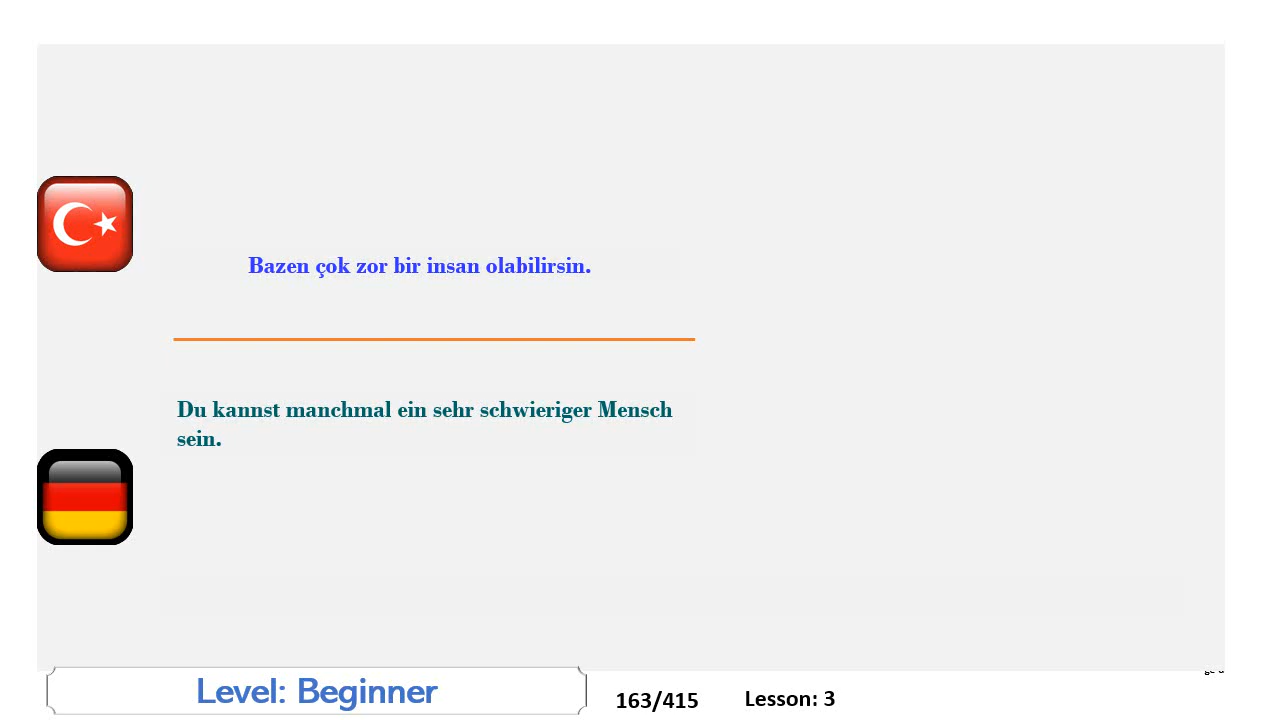 Bazen çok zor bir insan olabilirsin.
Du kannst manchmal ein sehr schwieriger Mensch
sein.
Level: Beginner
163/415
Lesson: 3